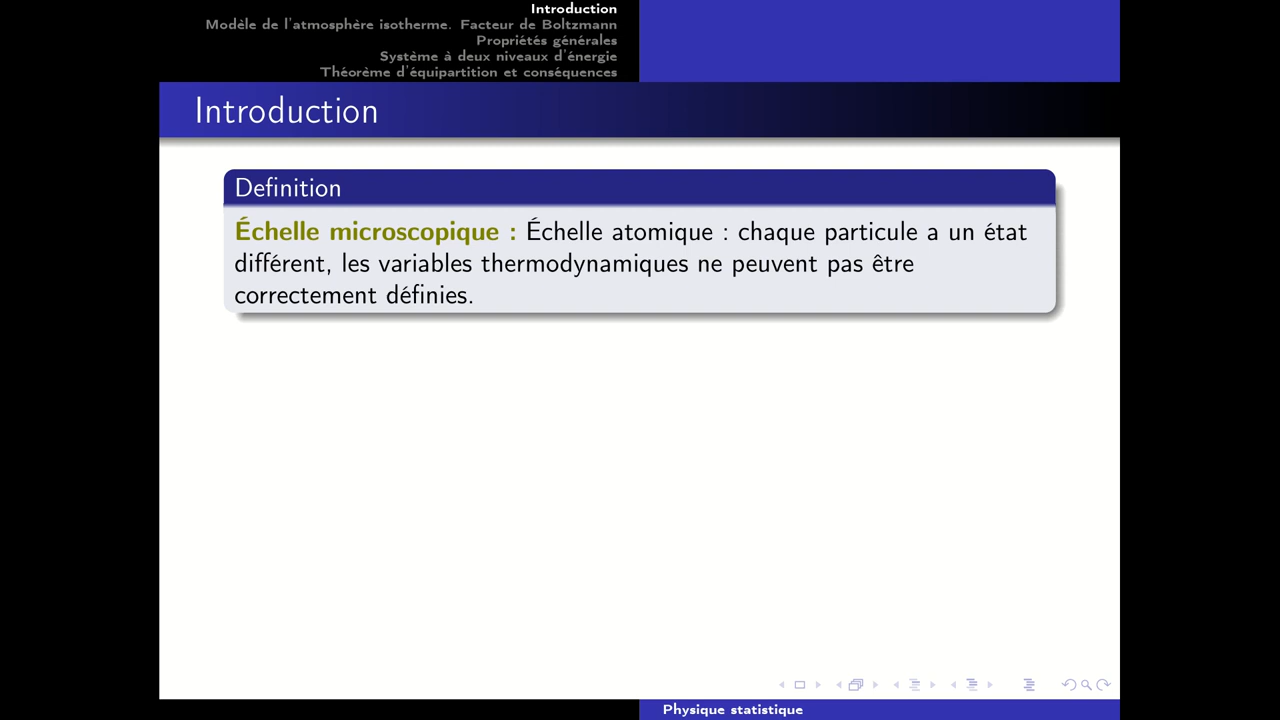 Introduction
Modèle de l'atmosphère isotherme. Facteur de Boltzmann
Propriétés générales
Système à deux niveaux d'énergie
Théorème d'équipartition et conséquences
Introduction
Definition
Échelle microscopique : Échelle atomique : chaque particule a un état
différent, les variables thermodynamiques ne peuvent pas être
correctement définies.
Physique statistique